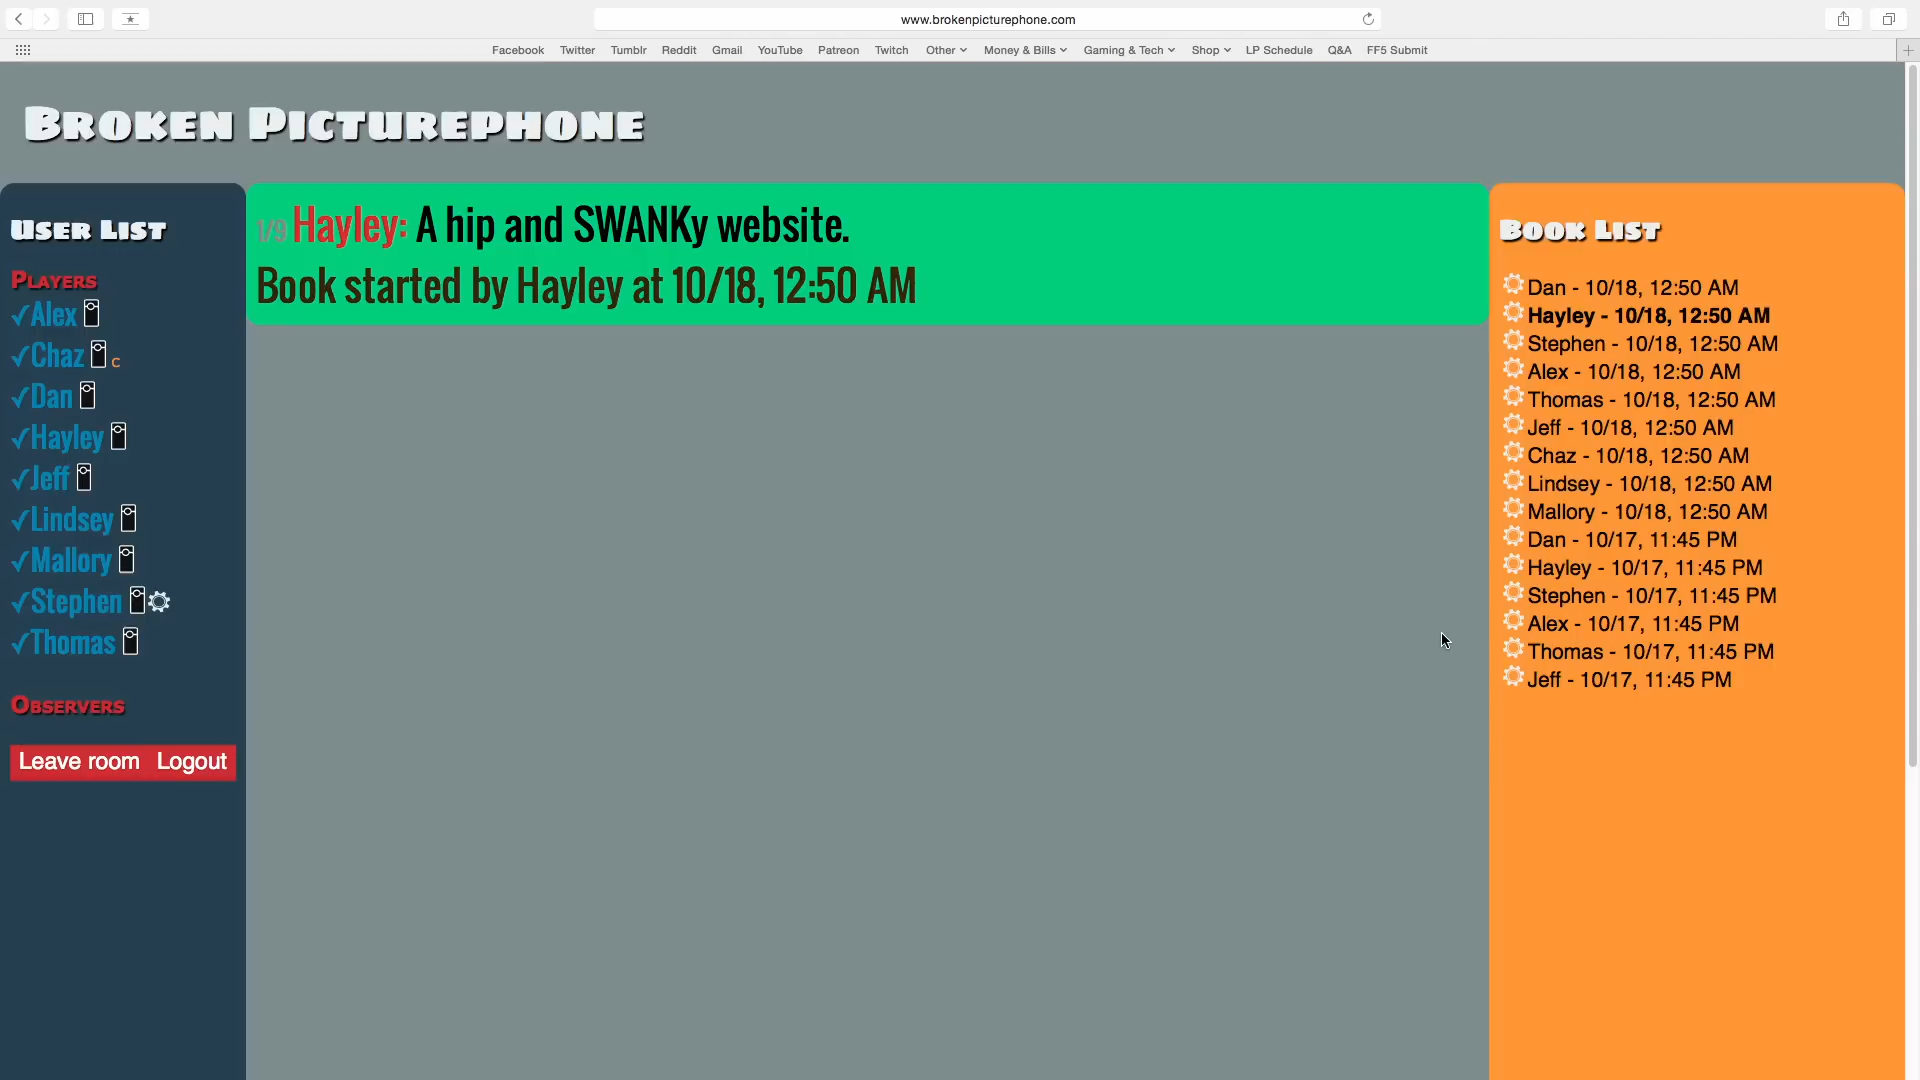 www.brokenpicturephone.com
Facebook Twitter Tumblr Reddit Gmail YouTube Patreon Twitch Other Money & Bills Gaming & Tech Shop LP Schedule Q&A FF5 Submit
Broken Picturephone
User List
Players
✓Alex
✓Chaz c
✓Dan
✓Hayley
✓Jeff
✓Lindsey
✓Mallory
✓Stephen
✓Thomas
Observers
Leave room Logout
1/9 Hayley: A hip and SWANKy website.
Book started by Hayley at 10/18, 12:50 AM
Book List
Dan - 10/18, 12:50 AM
Hayley - 10/18, 12:50 AM
Stephen - 10/18, 12:50 AM
Alex - 10/18, 12:50 AM
Thomas - 10/18, 12:50 AM
Jeff - 10/18, 12:50 AM
Chaz - 10/18, 12:50 AM
Lindsey - 10/18, 12:50 AM
Mallory - 10/18, 12:50 AM
Dan - 10/17, 11:45 PM
Hayley - 10/17, 11:45 PM
Stephen - 10/17, 11:45 PM
Alex - 10/17, 11:45 PM
Thomas - 10/17, 11:45 PM
Jeff - 10/17, 11:45 PM